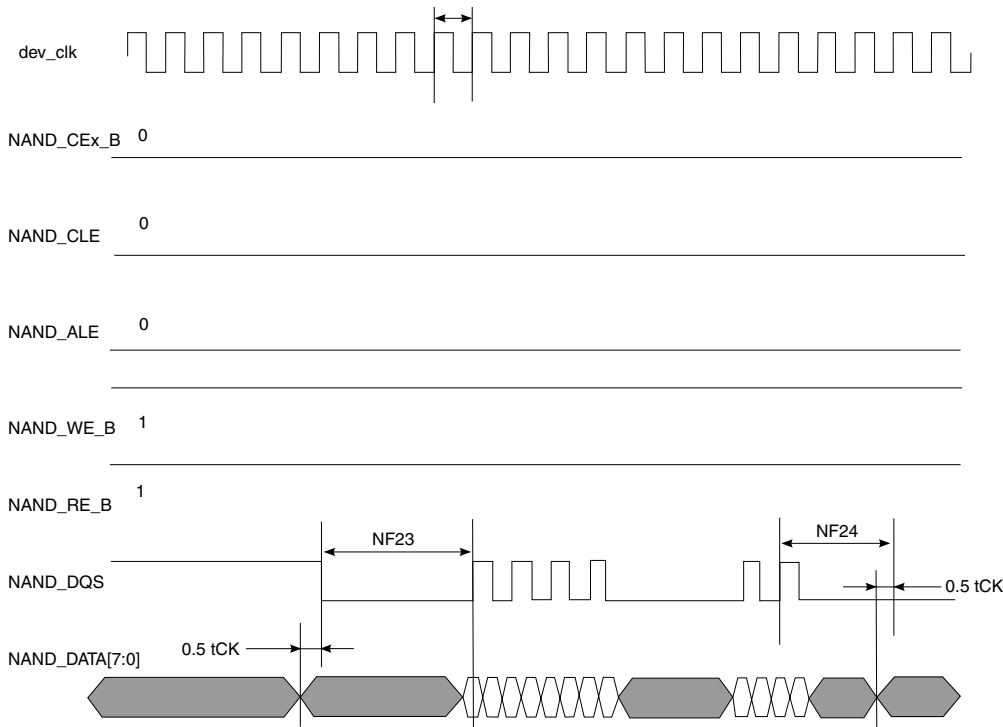 dev_clk
NAND_CEx_B 0
NAND_CLE 0
NAND_ALE 0
NAND_WE_B 1
NAND_RE_B 1
NF23
NF24
NAND_DQS
0.5 tCK
NAND_DATA[7:0]
0.5 tCK